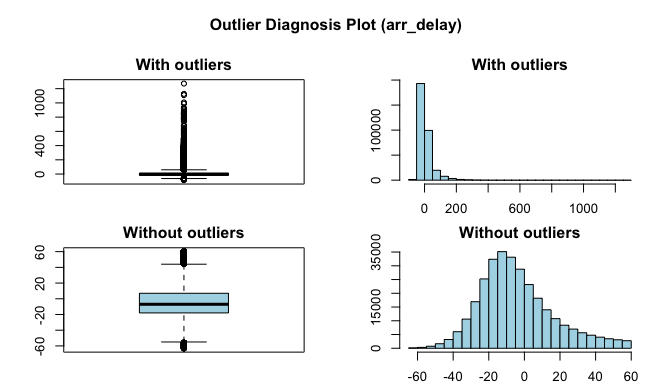 Outlier Diagnosis Plot (arr_delay)
With outliers
0 400 1000
With outliers
0 100000
0 200 600 1000
Without outliers
-60 -20 20 60
Without outliers
0 15000 35000
-60 -40 -20 0 20 40 60